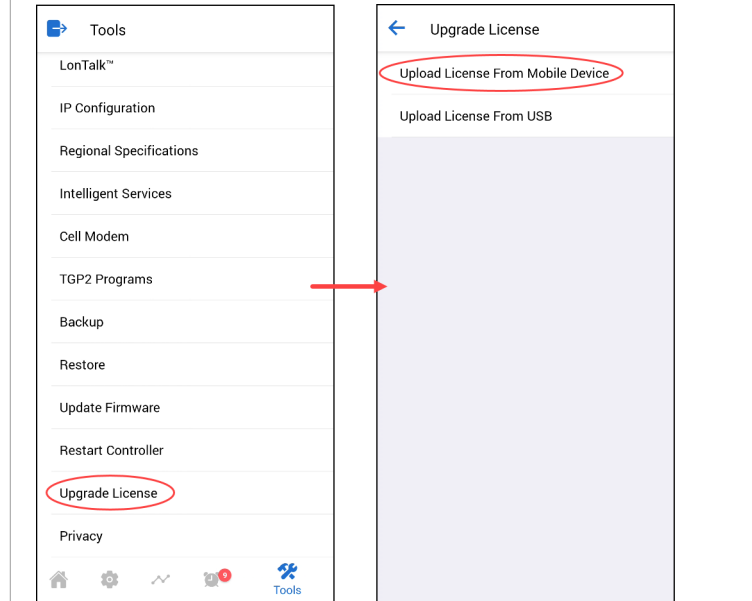 Tools
LonTalk™
IP Configuration
Regional Specifications
Intelligent Services
Cell Modem
TGP2 Programs
Backup
Restore
Update Firmware
Restart Controller
Upgrade License
Privacy
9
Tools
Upgrade License
Upload License From Mobile Device
Upload License From USB